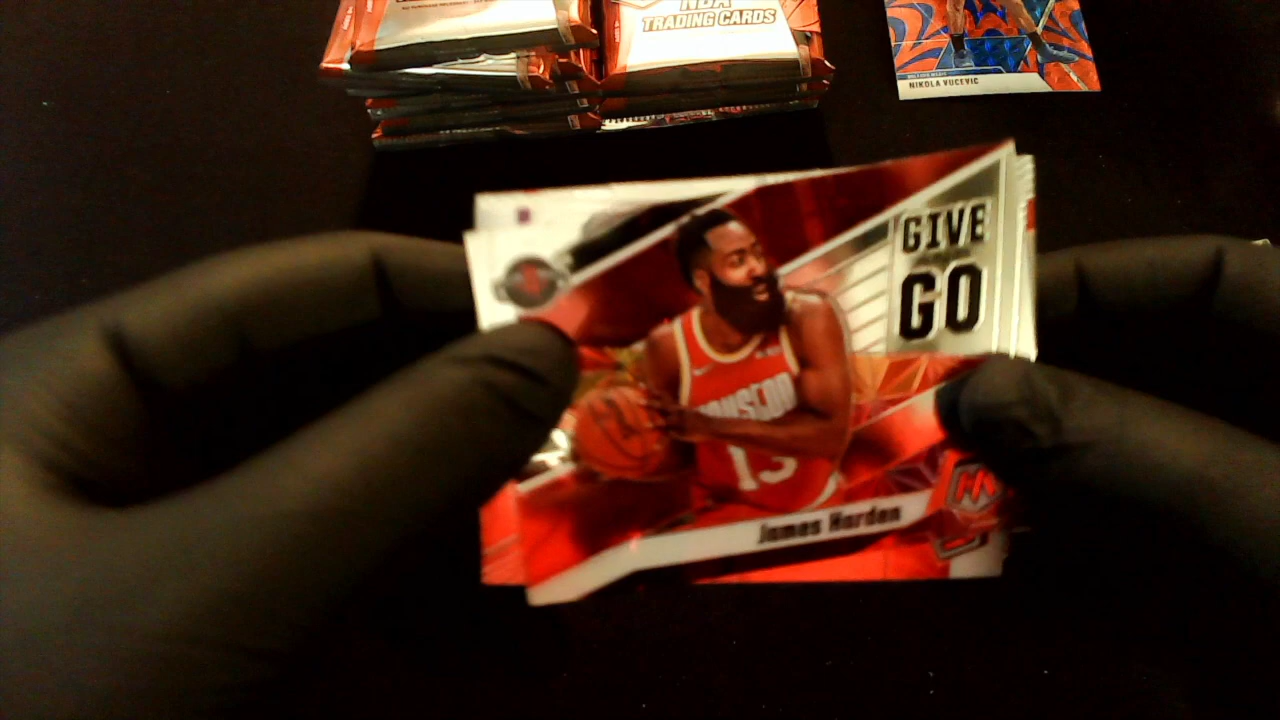 NBA
TRADING CARDS
NIKOLA VUCEVIC
GIVE
GO
HOUSTON
13
James Harden